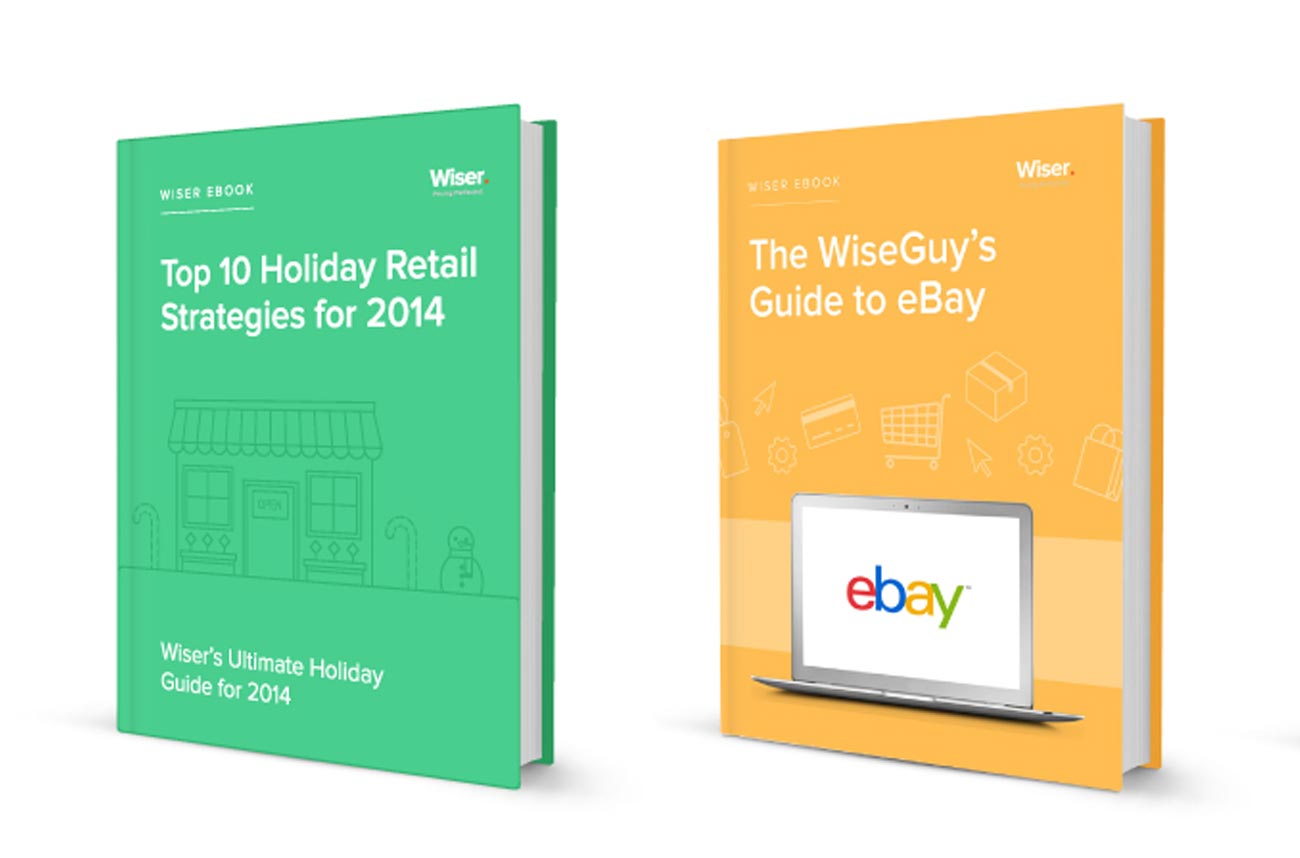 WISER EBOOK
Wiser.
Top 10 Holiday Retail
Strategies for 2014
OPEN
Wiser's Ultimate Holiday
Guide for 2014
WISER EBOOK
Wiser.
The WiseGuy's
Guide to eBay
ebay™